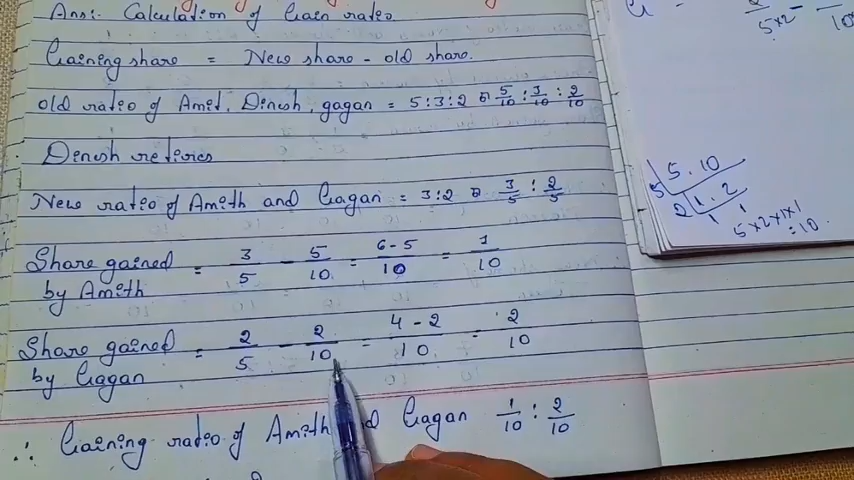 Ans:. Calculation of Gain ratio.
Gaining share = New share - old share.
old ratio of Amit, Dinesh, gagan = 5:3:2 or 5/10 : 3/10 : 2/10
Dinesh retires
New ratio of Amith and Gagan = 3:2 or 3/5 : 2/5
Share gained by Amith = 3/5 - 5/10 = 6-5/10 = 1/10
Share gained by Gagan = 2/5 - 2/10 = 4-2/10 = 2/10
∴ Gaining ratio of Amith and Gagan 1/10 : 2/10
5×2 -
5 | 5. 10
2 | 1. 2
1 1
5×2×1×1
=10.